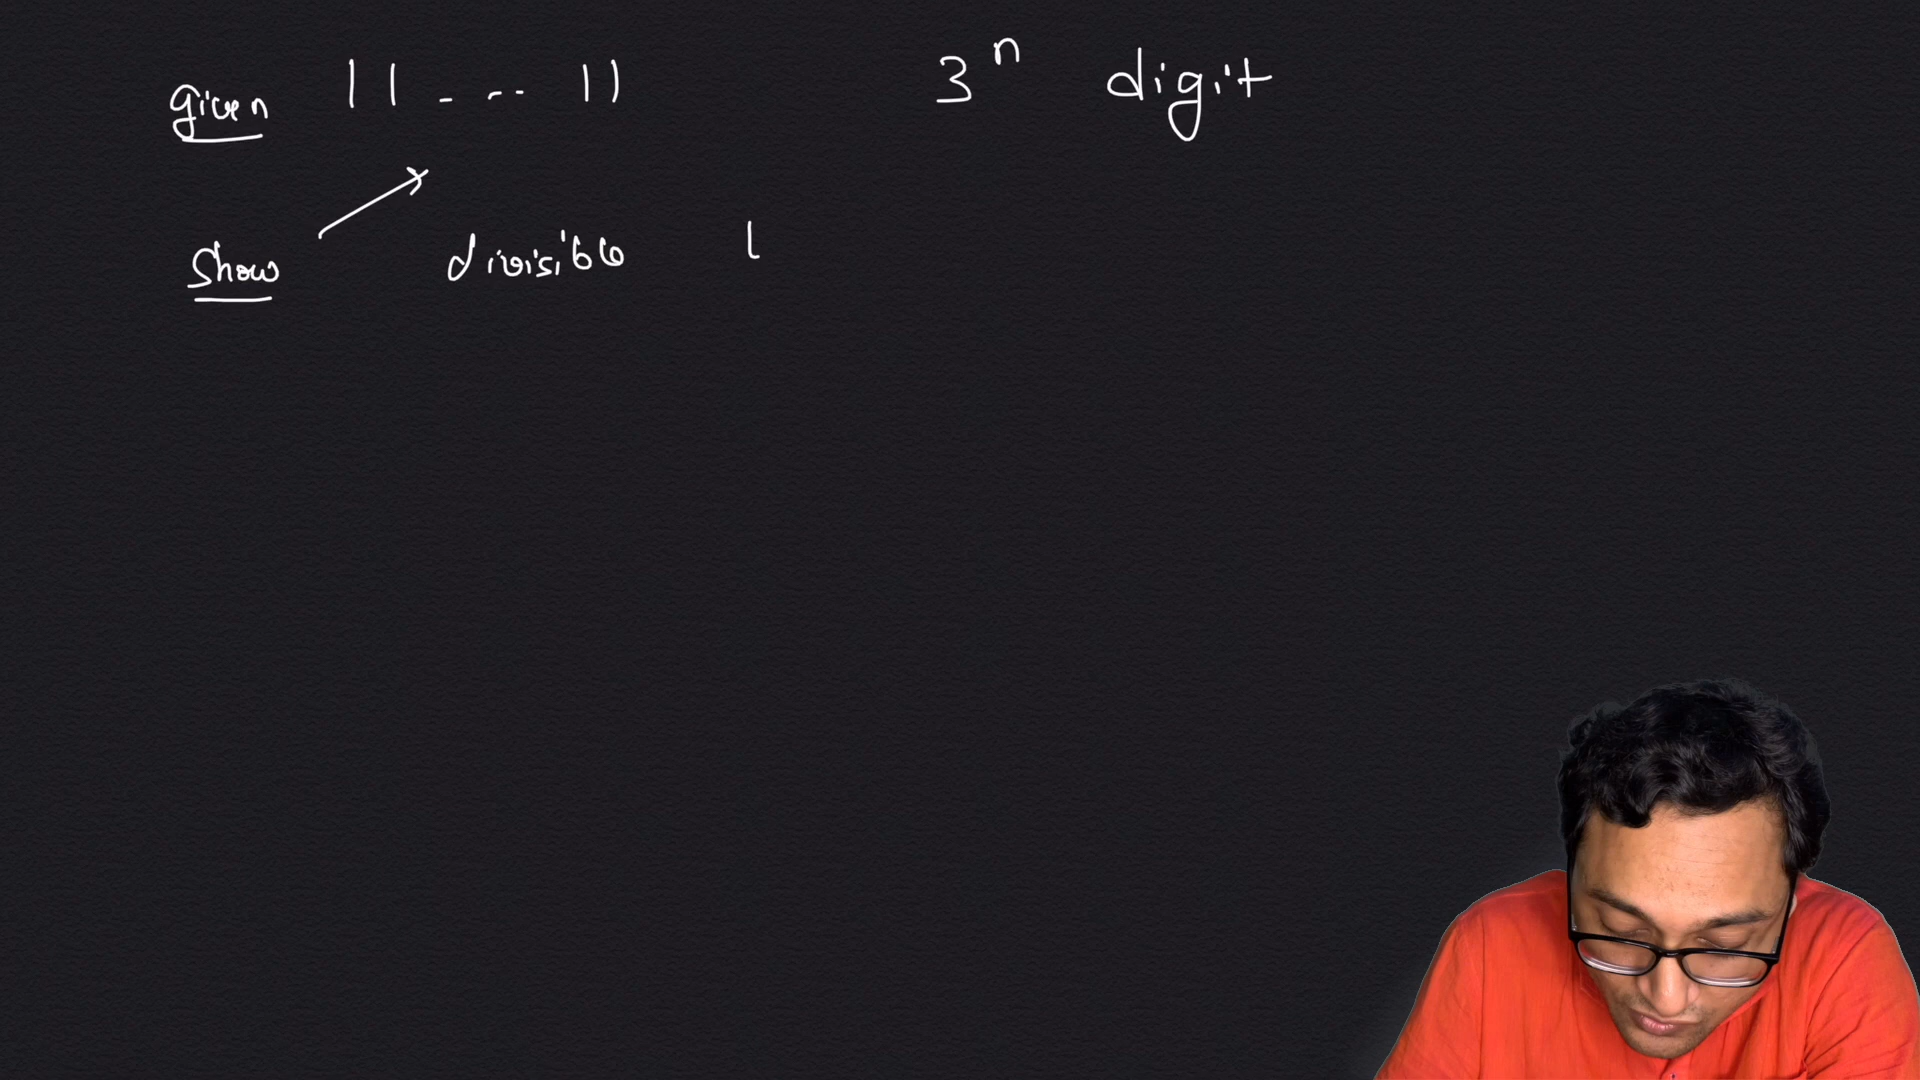 given 11 - -- 11 3^n digit
Show divisible